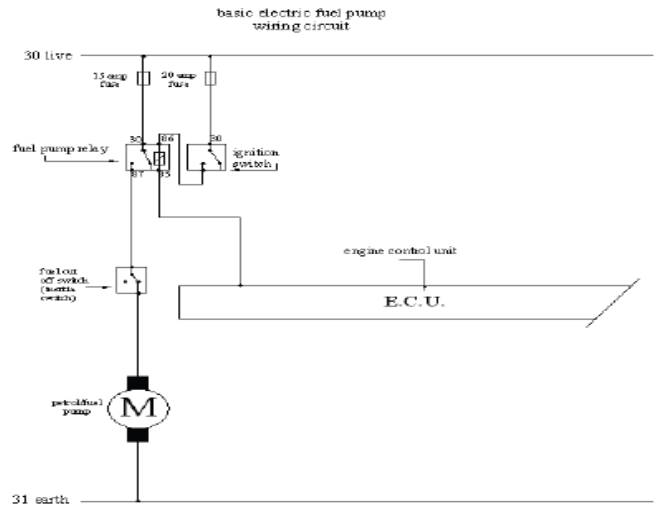 basic electric fuel pump
wiring circuit
30 live
15 amp
fuse
20 amp
fuse
30
86
30
fuel pump relay
ignition
switch
87
85
fuel cut
off switch
(inertia
switch)
engine control unit
E.C.U.
petrol/fuel
pump
M
31 earth